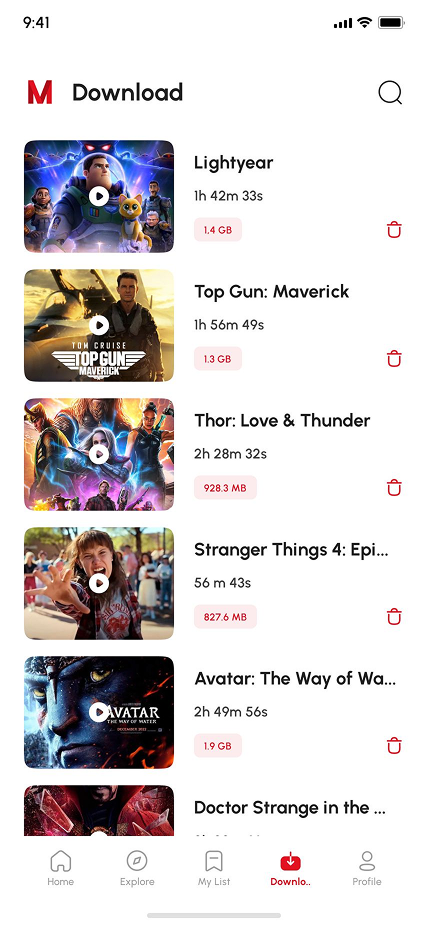 9:41
M Download
Lightyear
1h 42m 33s
1.4 GB
Top Gun: Maverick
1h 56m 49s
1.3 GB
TOM CRUISE
TOP GUN
MAVERICK
Thor: Love & Thunder
2h 28m 32s
928.3 MB
Stranger Things 4: Epi...
56 m 43s
827.6 MB
Avatar: The Way of Wa...
2h 49m 56s
1.9 GB
AVATAR
THE WAY OF WATER
DECEMBER 2022
Doctor Strange in the ...
Home
Explore
My List
Downlo..
Profile